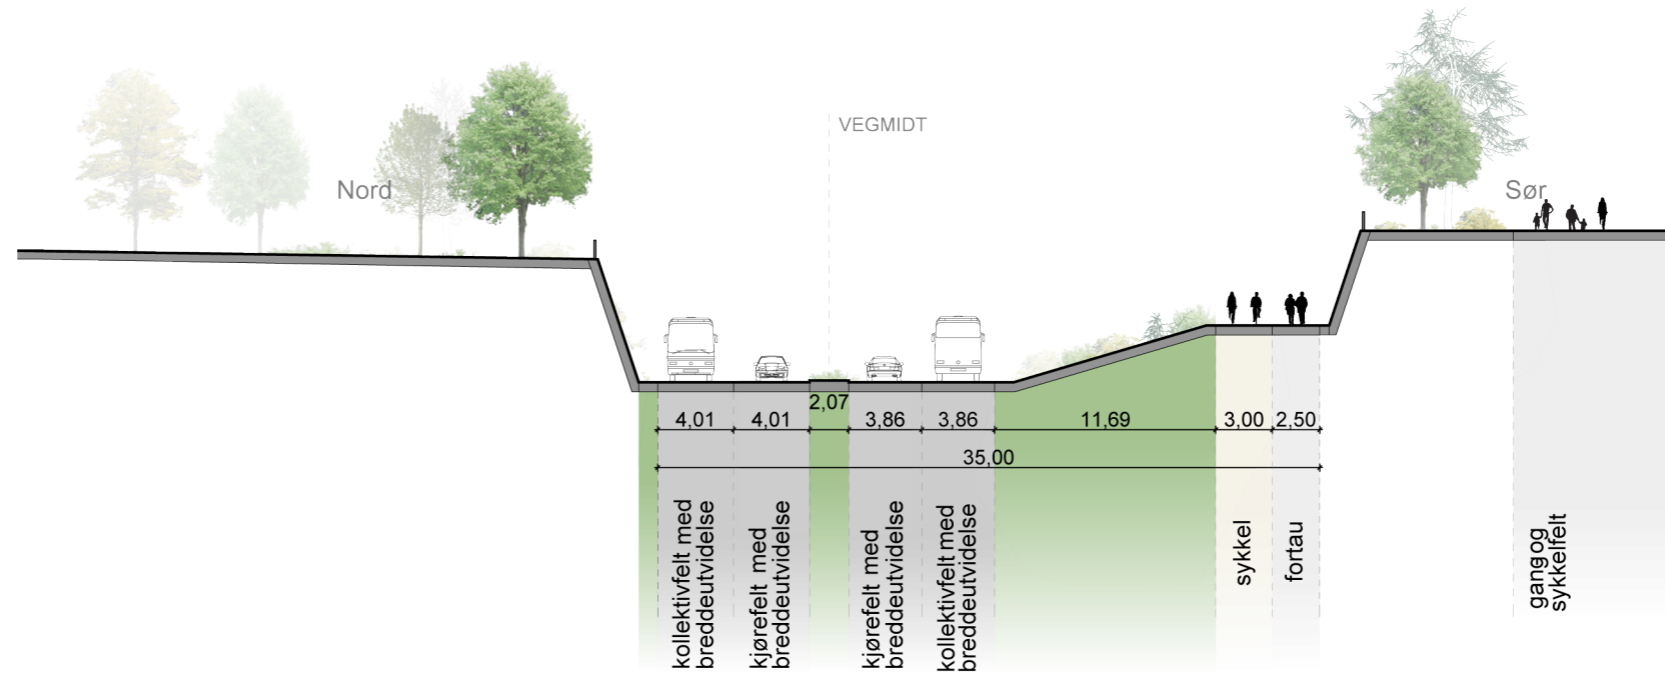 VEGMIDT
Nord
Sør
2,07
4,01
4,01
3,86
3,86
11,69
3,00
2,50
35,00
kollektivfelt med
breddeutvidelse
kjørefelt med
breddeutvidelse
kjørefelt med
breddeutvidelse
kollektivfelt med
breddeutvidelse
sykkel
fortau
gang og
sykkelfelt